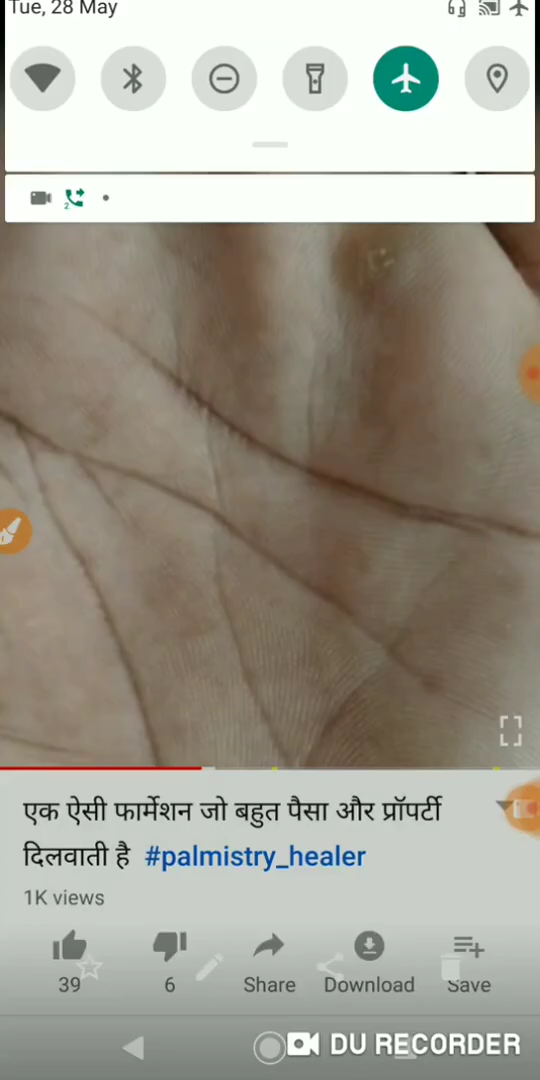 Tue, 28 May
2
एक ऐसी फार्मेशन जो बहुत पैसा और प्रॉपर्टी
दिलवाती है #palmistry_healer
1K views
39
6
Share
Download
Save
DU RECORDER